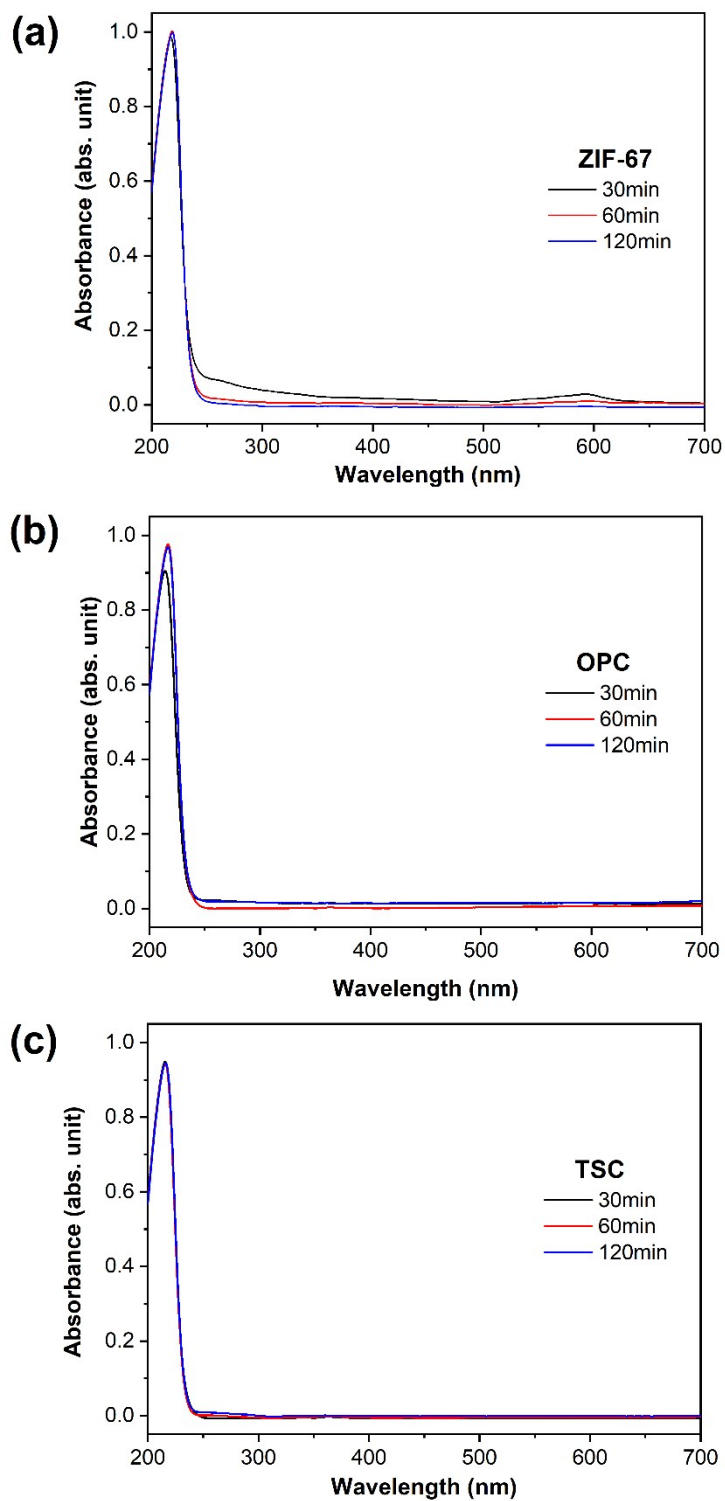 (a)
1.0
0.8
0.6
0.4
0.2
0.0
Absorbance (abs. unit)
ZIF-67
30min
60min
120min
200 300 400 500 600 700
Wavelength (nm)
(b)
1.0
0.8
0.6
0.4
0.2
0.0
Absorbance (abs. unit)
OPC
30min
60min
120min
200 300 400 500 600 700
Wavelength (nm)
(c)
1.0
0.8
0.6
0.4
0.2
0.0
Absorbance (abs. unit)
TSC
30min
60min
120min
200 300 400 500 600 700
Wavelength (nm)